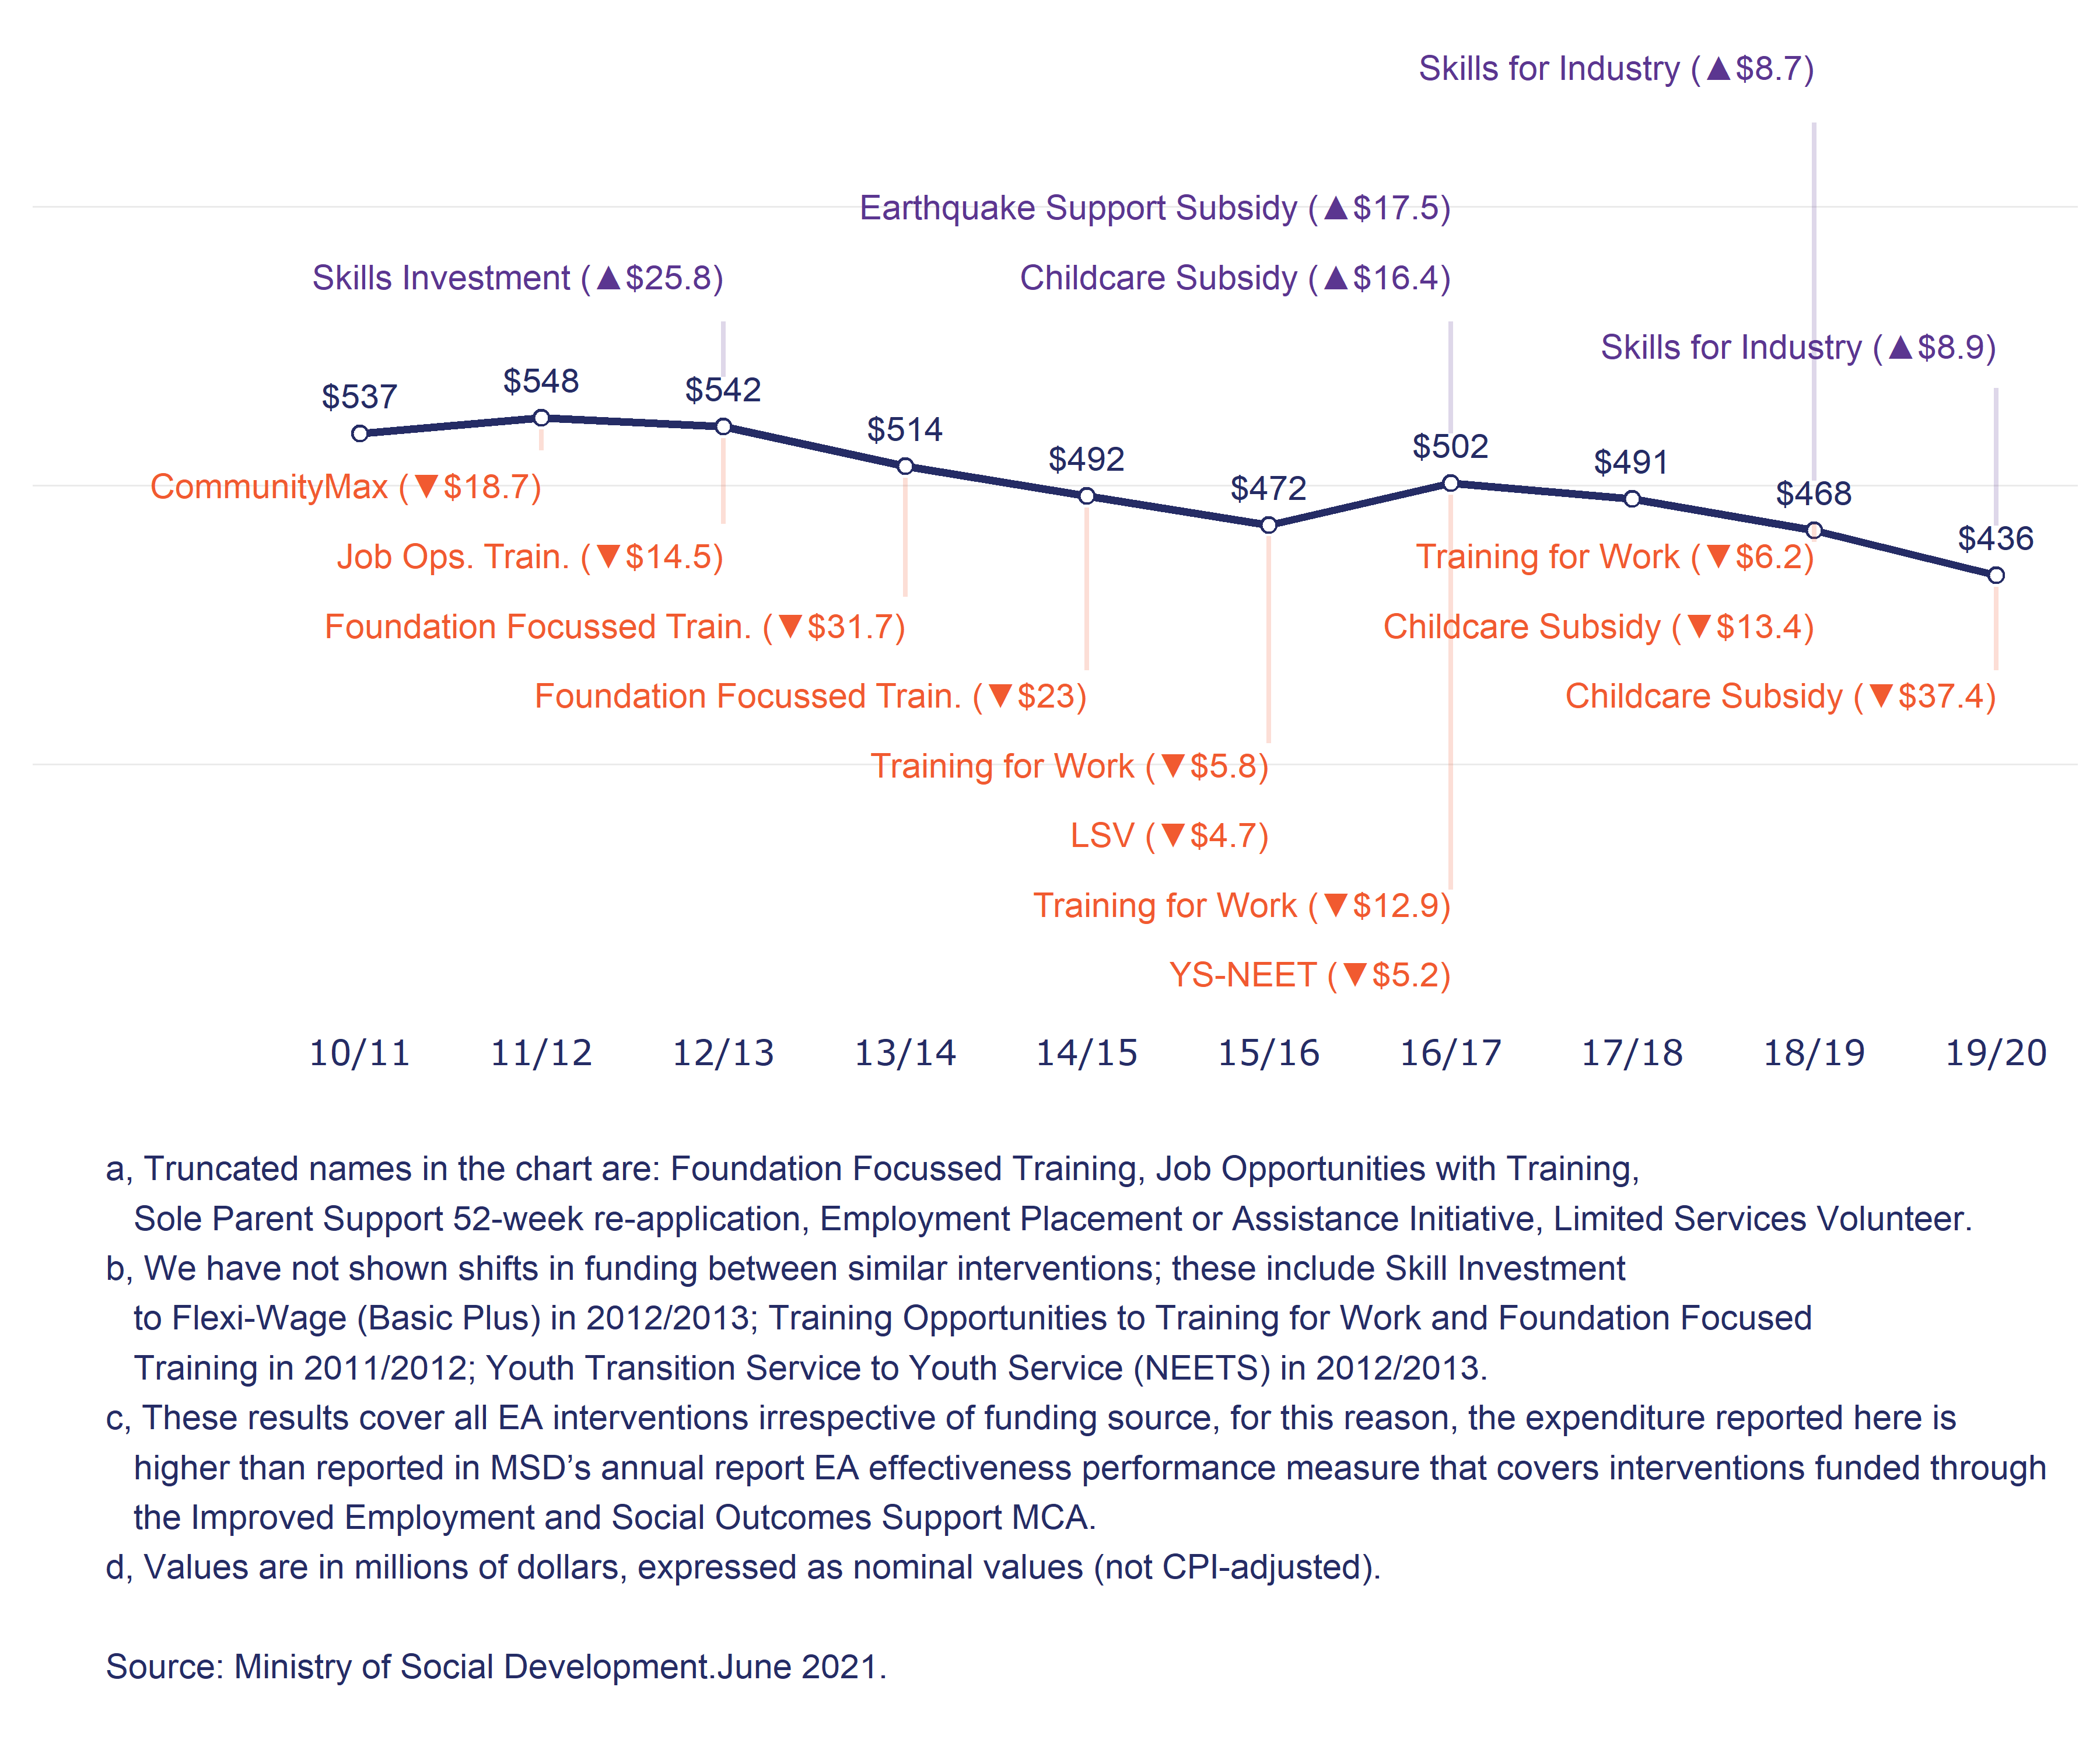 Skills for Industry (▲$8.7)
Earthquake Support Subsidy (▲$17.5)
Skills Investment (▲$25.8)
Childcare Subsidy (▲$16.4)
Skills for Industry (▲$8.9)
$537
$548
$542
$514
$492
$472
$502
$491
$468
$436
CommunityMax (▼$18.7)
Job Ops. Train. (▼$14.5)
Training for Work (▼$6.2)
Foundation Focussed Train. (▼$31.7)
Childcare Subsidy (▼$13.4)
Foundation Focussed Train. (▼$23)
Childcare Subsidy (▼$37.4)
Training for Work (▼$5.8)
LSV (▼$4.7)
Training for Work (▼$12.9)
YS-NEET (▼$5.2)
10/11 11/12 12/13 13/14 14/15 15/16 16/17 17/18 18/19 19/20
a, Truncated names in the chart are: Foundation Focussed Training, Job Opportunities with Training,
Sole Parent Support 52-week re-application, Employment Placement or Assistance Initiative, Limited Services Volunteer.
b, We have not shown shifts in funding between similar interventions; these include Skill Investment
to Flexi-Wage (Basic Plus) in 2012/2013; Training Opportunities to Training for Work and Foundation Focused
Training in 2011/2012; Youth Transition Service to Youth Service (NEETS) in 2012/2013.
c, These results cover all EA interventions irrespective of funding source, for this reason, the expenditure reported here is
higher than reported in MSD’s annual report EA effectiveness performance measure that covers interventions funded through
the Improved Employment and Social Outcomes Support MCA.
d, Values are in millions of dollars, expressed as nominal values (not CPI-adjusted).
Source: Ministry of Social Development.June 2021.